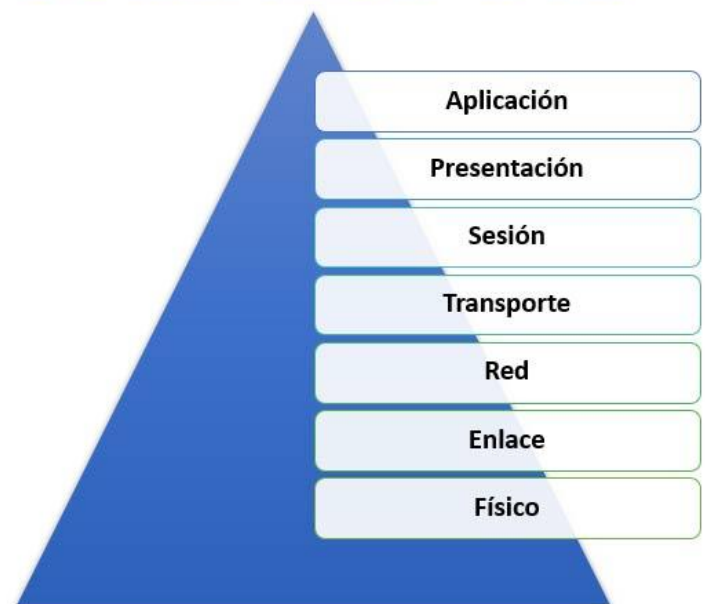 Aplicación
Presentación
Sesión
Transporte
Red
Enlace
Físico